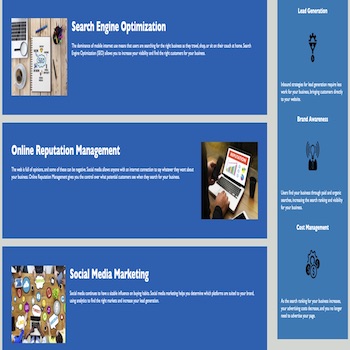 Search Engine Optimization
The dominance of mobile internet use means that users are searching for the right business as they travel, shop, or sit on their couch at home. Search
Engine Optimization (SEO) allows you to increase your visibility and find the right customers for your business.
Online Reputation Management
The web is full of opinions, and some of these can be negative. Social media allows anyone with an internet connection to say whatever they want about
your business. Online Reputation Management gives you the control over what potential customers see when they search for your business.
Social Media Marketing
Social media continues to have a sizable influence on buying habits. Social media marketing helps you determine which platforms are suited to your brand,
using analytics to find the right markets and increase your lead generation.
Lead Generation
Inbound strategies for lead generation require less
work for your business, bringing customers directly
to your website.
Brand Awareness
Users find your business through paid and organic
searches, increasing the search ranking and visibility
for your business.
Cost Management
As the search ranking for your business increases,
your advertising costs decrease, and you no longer
need to advertise your page.